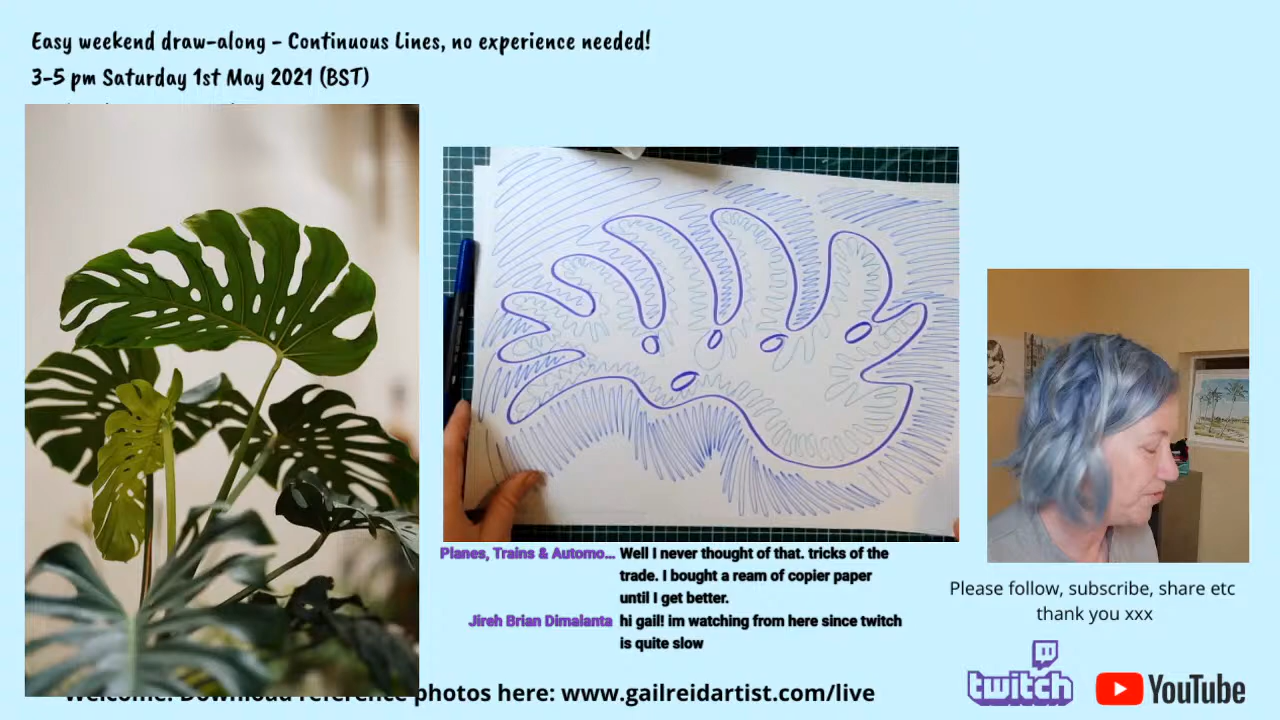 Easy weekend draw-along - Continuous Lines, no experience needed!
3-5 pm Saturday 1st May 2021 (BST)
Planes, Trains & Automo... Well I never thought of that. tricks of the
trade. I bought a ream of copier paper
until I get better.
Jireh Brian Dimalanta hi gail! im watching from here since twitch
is quite slow
Please follow, subscribe, share etc
thank you xxx
photos here: www.gailreidartist.com/live
twitch
YouTube